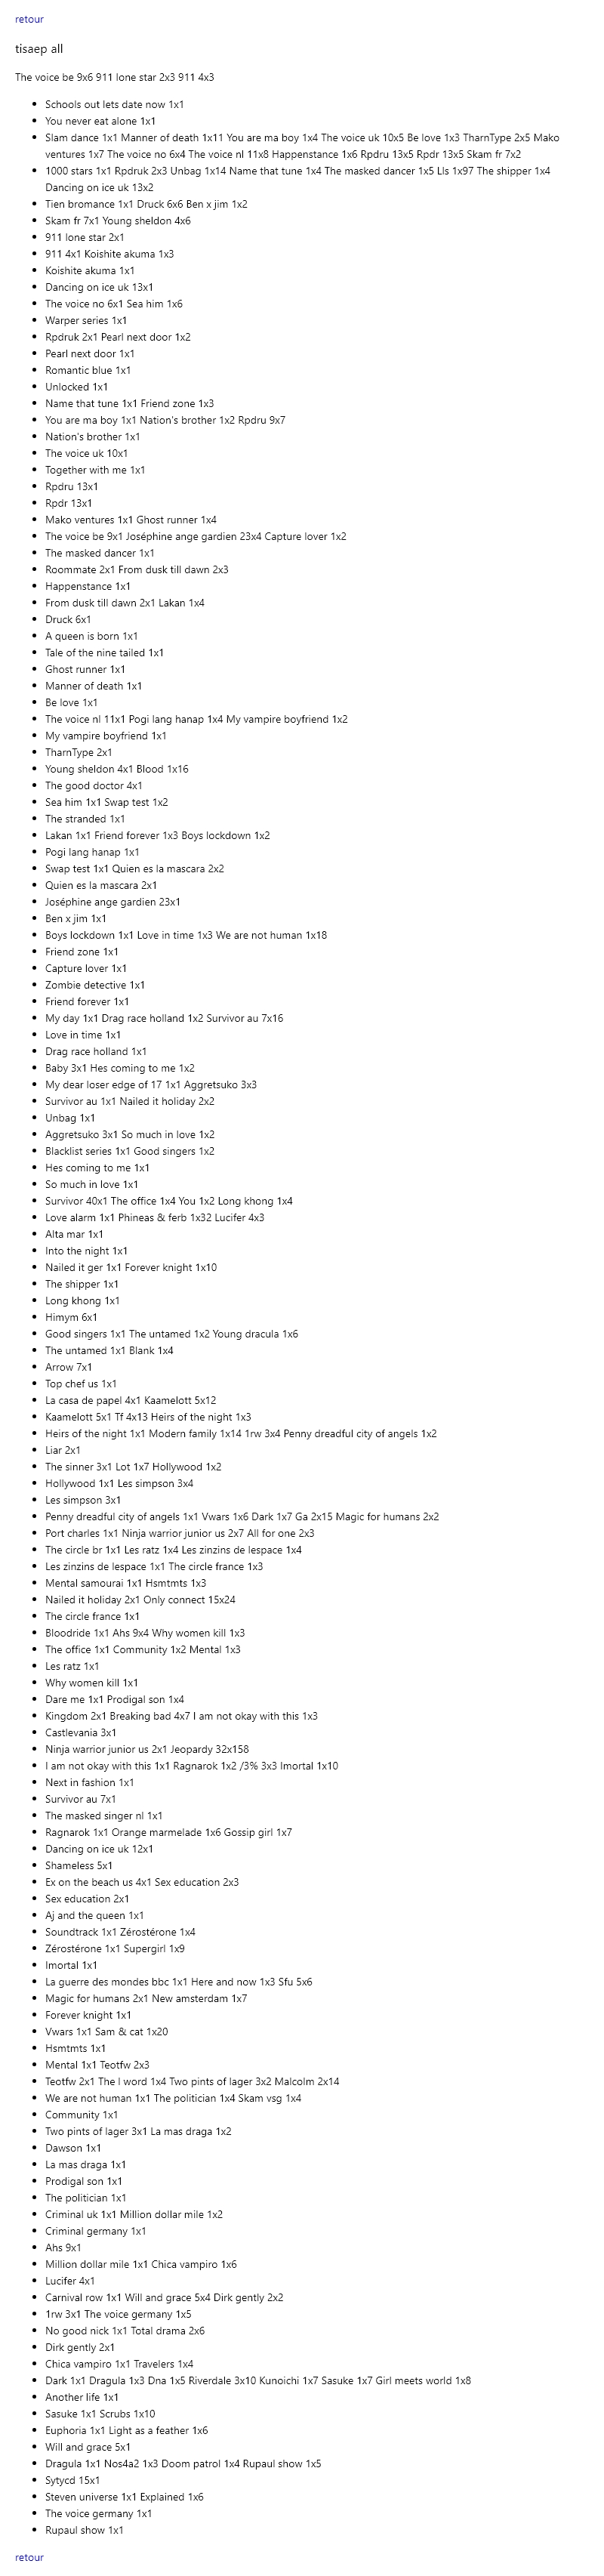 retour
tisaep all
The voice be 9x6 911 lone star 2x3 911 4x3
Schools out lets date now 1x1
You never eat alone 1x1
Slam dance 1x1 Manner of death 1x11 You are ma boy 1x4 The voice uk 10x5 Be love 1x3 TharnType 2x5 Mako
ventures 1x7 The voice no 6x4 The voice nl 11x8 Happenstance 1x6 Rpdru 13x5 Rpdr 13x5 Skam fr 7x2
1000 stars 1x1 Rpdruk 2x3 Unbag 1x14 Name that tune 1x4 The masked dancer 1x5 Lls 1x97 The shipper 1x4
Dancing on ice uk 13x2
Tien bromance 1x1 Druck 6x6 Ben x jim 1x2
Skam fr 7x1 Young sheldon 4x6
911 lone star 2x1
911 4x1 Koishite akuma 1x3
Koishite akuma 1x1
Dancing on ice uk 13x1
The voice no 6x1 Sea him 1x6
Warper series 1x1
Rpdruk 2x1 Pearl next door 1x2
Pearl next door 1x1
Romantic blue 1x1
Unlocked 1x1
Name that tune 1x1 Friend zone 1x3
You are ma boy 1x1 Nation's brother 1x2 Rpdru 9x7
Nation's brother 1x1
The voice uk 10x1
Together with me 1x1
Rpdru 13x1
Rpdr 13x1
Mako ventures 1x1 Ghost runner 1x4
The voice be 9x1 Joséphine ange gardien 23x4 Capture lover 1x2
The masked dancer 1x1
Roommate 2x1 From dusk till dawn 2x3
Happenstance 1x1
From dusk till dawn 2x1 Lakan 1x4
Druck 6x1
A queen is born 1x1
Tale of the nine tailed 1x1
Ghost runner 1x1
Manner of death 1x1
Be love 1x1
The voice nl 11x1 Pogi lang hanap 1x4 My vampire boyfriend 1x2
My vampire boyfriend 1x1
TharnType 2x1
Young sheldon 4x1 Blood 1x16
The good doctor 4x1
Sea him 1x1 Swap test 1x2
The stranded 1x1
Lakan 1x1 Friend forever 1x3 Boys lockdown 1x2
Pogi lang hanap 1x1
Swap test 1x1 Quien es la mascara 2x2
Quien es la mascara 2x1
Joséphine ange gardien 23x1
Ben x jim 1x1
Boys lockdown 1x1 Love in time 1x3 We are not human 1x18
Friend zone 1x1
Capture lover 1x1
Zombie detective 1x1
Friend forever 1x1
My day 1x1 Drag race holland 1x2 Survivor au 7x16
Love in time 1x1
Drag race holland 1x1
Baby 3x1 Hes coming to me 1x2
My dear loser edge of 17 1x1 Aggretsuko 3x3
Survivor au 1x1 Nailed it holiday 2x2
Unbag 1x1
Aggretsuko 3x1 So much in love 1x2
Blacklist series 1x1 Good singers 1x2
Hes coming to me 1x1
So much in love 1x1
Survivor 40x1 The office 1x4 You 1x2 Long khong 1x4
Love alarm 1x1 Phineas & ferb 1x32 Lucifer 4x3
Alta mar 1x1
Into the night 1x1
Nailed it ger 1x1 Forever knight 1x10
The shipper 1x1
Long khong 1x1
Himym 6x1
Good singers 1x1 The untamed 1x2 Young dracula 1x6
The untamed 1x1 Blank 1x4
Arrow 7x1
Top chef us 1x1
La casa de papel 4x1 Kaamelott 5x12
Kaamelott 5x1 Tf 4x13 Heirs of the night 1x3
Heirs of the night 1x1 Modern family 1x14 1rw 3x4 Penny dreadful city of angels 1x2
Liar 2x1
The sinner 3x1 Lot 1x7 Hollywood 1x2
Hollywood 1x1 Les simpson 3x4
Les simpson 3x1
Penny dreadful city of angels 1x1 Vwars 1x6 Dark 1x7 Ga 2x15 Magic for humans 2x2
Port charles 1x1 Ninja warrior junior us 2x7 All for one 2x3
The circle br 1x1 Les ratz 1x4 Les zinzins de lespace 1x4
Les zinzins de lespace 1x1 The circle france 1x3
Mental samourai 1x1 Hsmtmts 1x3
Nailed it holiday 2x1 Only connect 15x24
The circle france 1x1
Bloodride 1x1 Ahs 9x4 Why women kill 1x3
The office 1x1 Community 1x2 Mental 1x3
Les ratz 1x1
Why women kill 1x1
Dare me 1x1 Prodigal son 1x4
Kingdom 2x1 Breaking bad 4x7 I am not okay with this 1x3
Castlevania 3x1
Ninja warrior junior us 2x1 Jeopardy 32x158
I am not okay with this 1x1 Ragnarok 1x2 /3% 3x3 Imortal 1x10
Next in fashion 1x1
Survivor au 7x1
The masked singer nl 1x1
Ragnarok 1x1 Orange marmelade 1x6 Gossip girl 1x7
Dancing on ice uk 12x1
Shameless 5x1
Ex on the beach us 4x1 Sex education 2x3
Sex education 2x1
Aj and the queen 1x1
Soundtrack 1x1 Zérostérone 1x4
Zérostérone 1x1 Supergirl 1x9
Imortal 1x1
La guerre des mondes bbc 1x1 Here and now 1x3 Sfu 5x6
Magic for humans 2x1 New amsterdam 1x7
Forever knight 1x1
Vwars 1x1 Sam & cat 1x20
Hsmtmts 1x1
Mental 1x1 Teotfw 2x3
Teotfw 2x1 The l word 1x4 Two pints of lager 3x2 Malcolm 2x14
We are not human 1x1 The politician 1x4 Skam vsg 1x4
Community 1x1
Two pints of lager 3x1 La mas draga 1x2
Dawson 1x1
La mas draga 1x1
Prodigal son 1x1
The politician 1x1
Criminal uk 1x1 Million dollar mile 1x2
Criminal germany 1x1
Ahs 9x1
Million dollar mile 1x1 Chica vampiro 1x6
Lucifer 4x1
Carnival row 1x1 Will and grace 5x4 Dirk gently 2x2
1rw 3x1 The voice germany 1x5
No good nick 1x1 Total drama 2x6
Dirk gently 2x1
Chica vampiro 1x1 Travelers 1x4
Dark 1x1 Dragula 1x3 Dna 1x5 Riverdale 3x10 Kunoichi 1x7 Sasuke 1x7 Girl meets world 1x8
Another life 1x1
Sasuke 1x1 Scrubs 1x10
Euphoria 1x1 Light as a feather 1x6
Will and grace 5x1
Dragula 1x1 Nos4a2 1x3 Doom patrol 1x4 Rupaul show 1x5
Sytycd 15x1
Steven universe 1x1 Explained 1x6
The voice germany 1x1
Rupaul show 1x1
retour